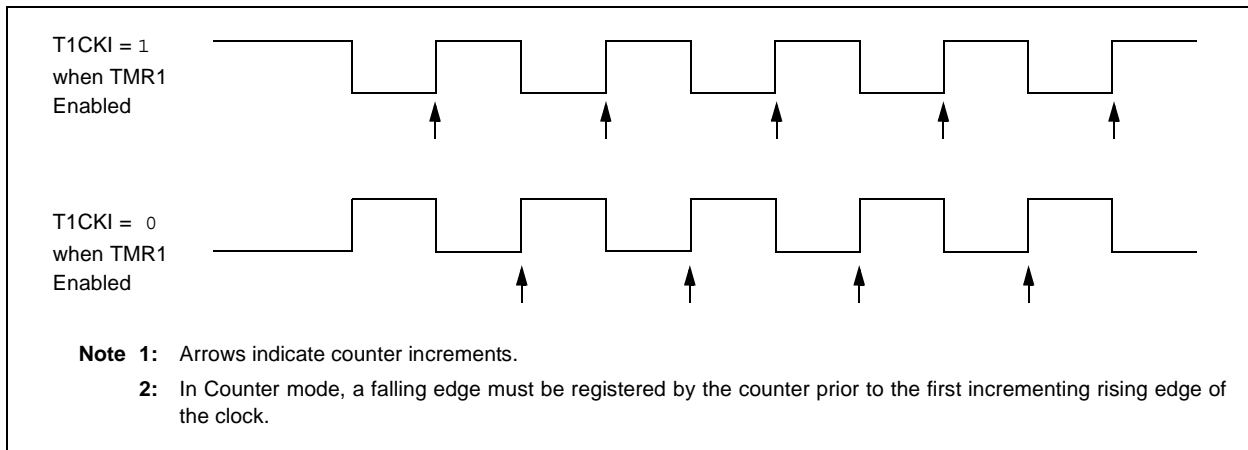 T1CKI = 1
when TMR1
Enabled
T1CKI = 0
when TMR1
Enabled
Note 1: Arrows indicate counter increments.
2: In Counter mode, a falling edge must be registered by the counter prior to the first incrementing rising edge of
the clock.